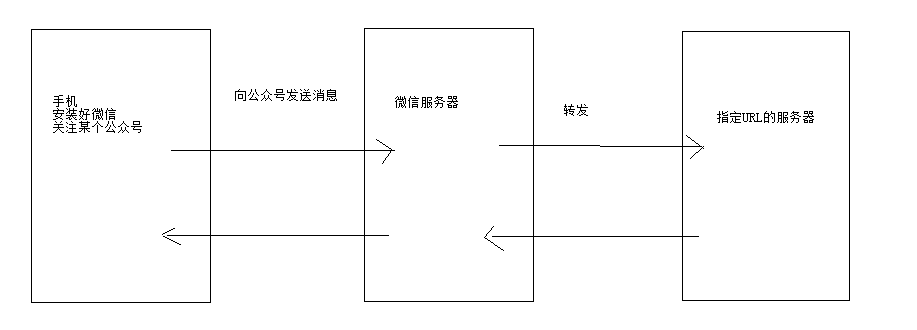 手机
安装好微信
关注某个公众号
向公众号发送消息
微信服务器
转发
指定URL的服务器